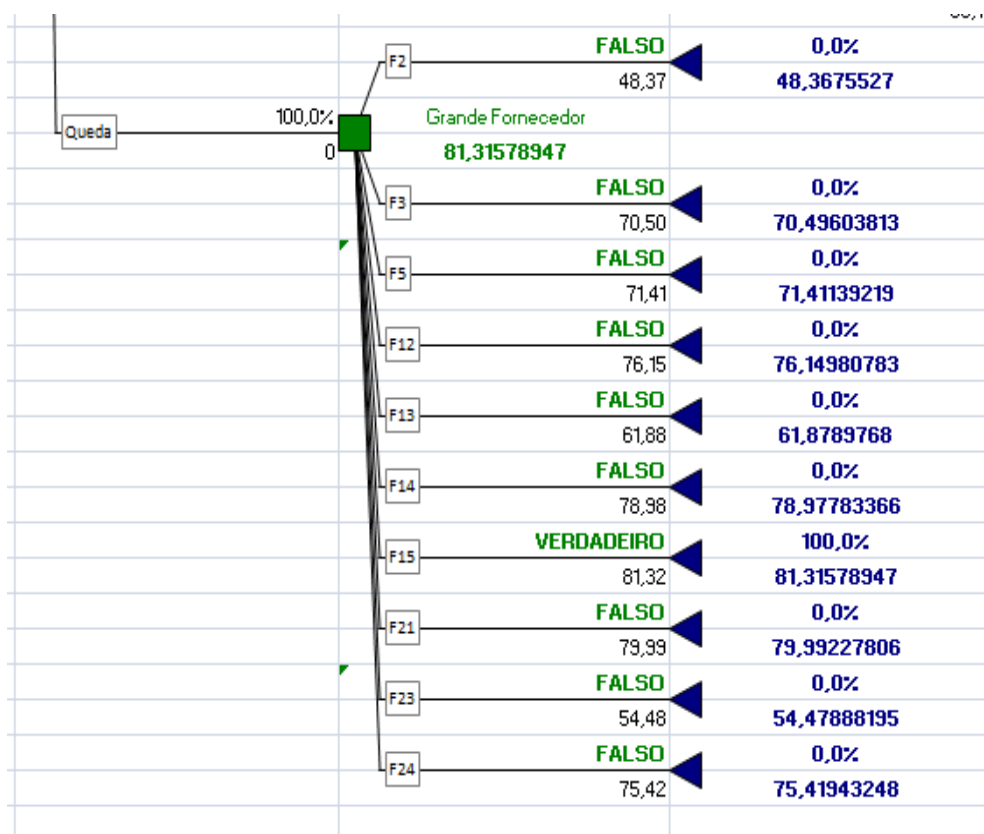 FALSO 0,0%
F2
48,37 48,3675527
100,0% Grande Fornecedor
Queda
0 81,31578947
FALSO 0,0%
F3
70,50 70,49603813
FALSO 0,0%
F5
71,41 71,41139219
FALSO 0,0%
F12
76,15 76,14980783
FALSO 0,0%
F13
61,88 61,8789768
FALSO 0,0%
F14
78,98 78,97783366
VERDADEIRO 100,0%
F15
81,32 81,31578947
FALSO 0,0%
F21
79,99 79,99227806
FALSO 0,0%
F23
54,48 54,47888195
FALSO 0,0%
F24
75,42 75,41943248